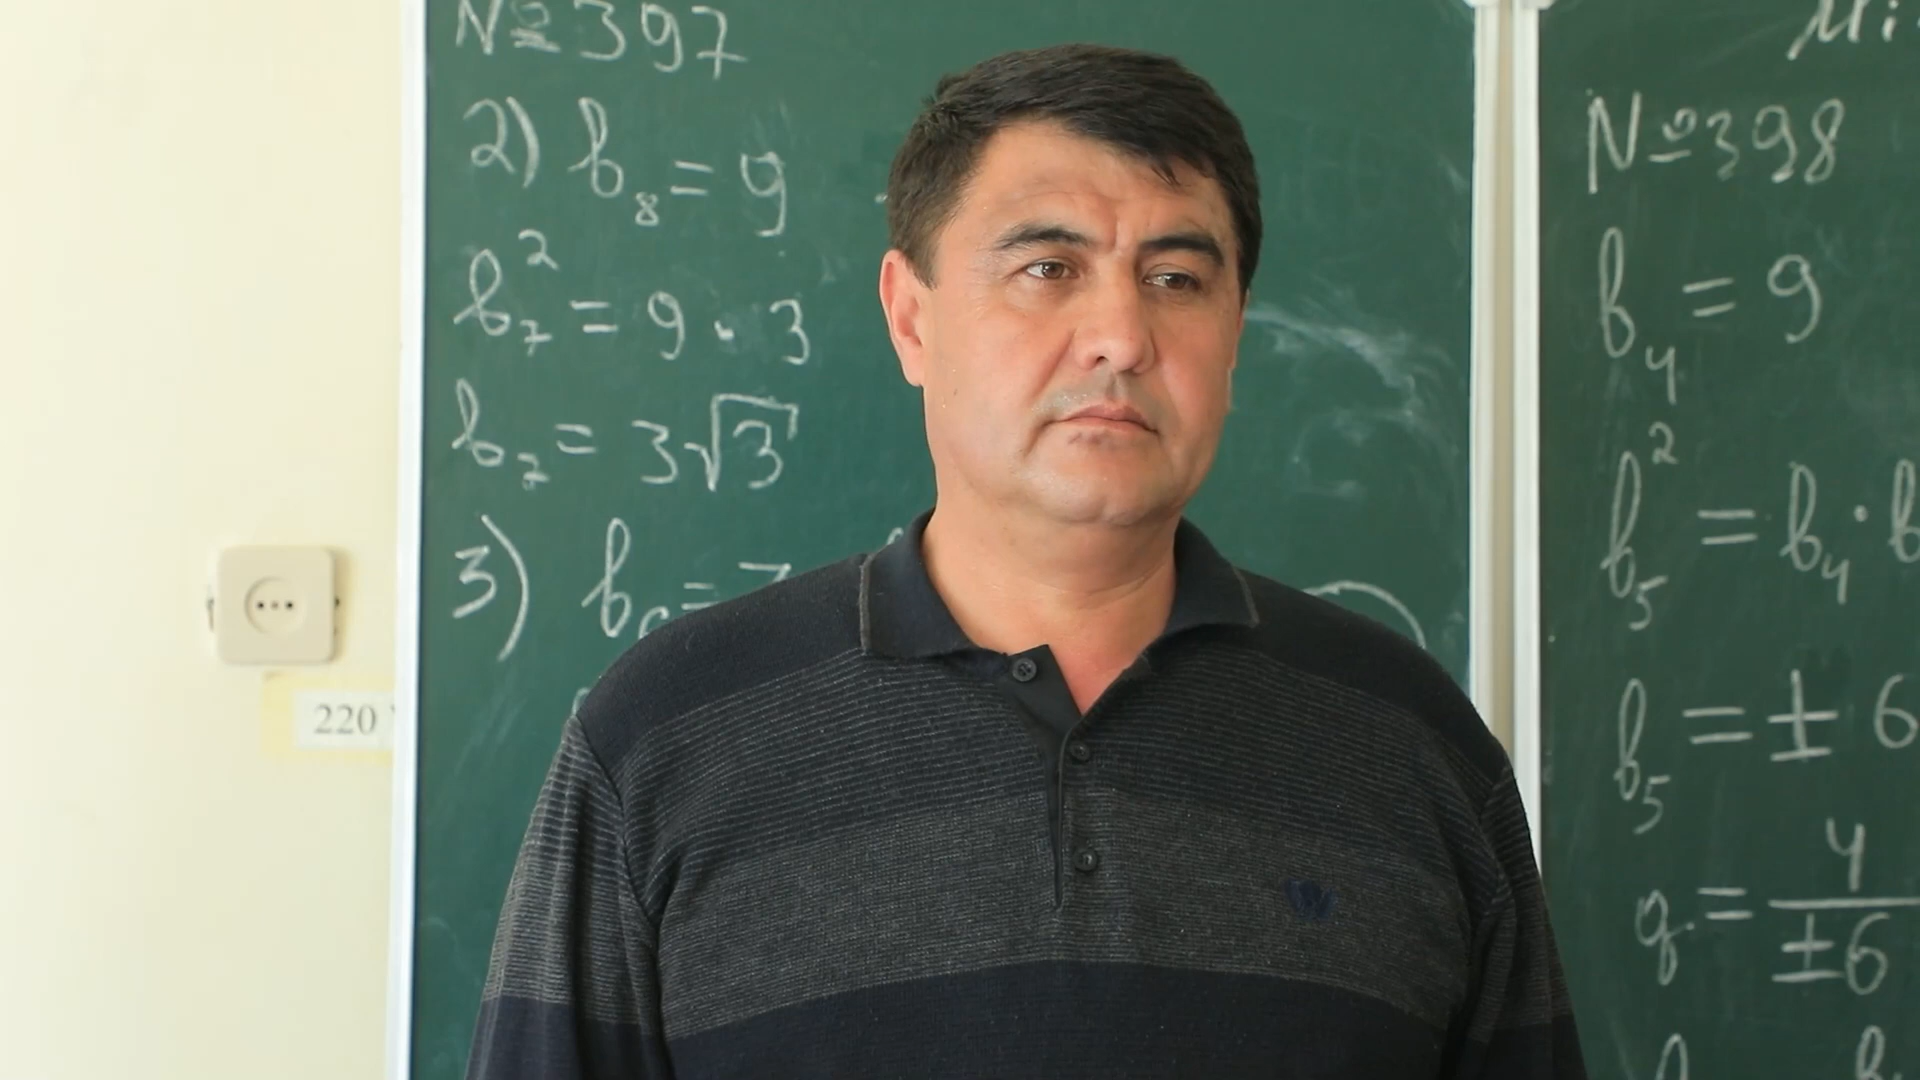 №397
2) b₈ = 9
b₇² = 9 · 3
b₇ = 3√3
3)
220
№398
b₄ = 9
b₅² = b₄ · b
b₅ = ± 6
q = 4/±6